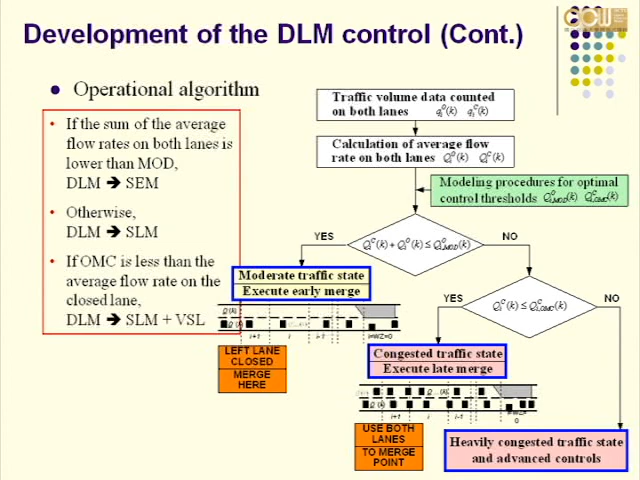 Development of the DLM control (Cont.)
Operational algorithm
If the sum of the average
flow rates on both lanes is
lower than MOD,
DLM ➔ SEM
Otherwise,
DLM ➔ SLM
If OMC is less than the
average flow rate on the
closed lane,
DLM ➔ SLM + VSL
Traffic volume data counted
on both lanes
Calculation of average flow
rate on both lanes
Modeling procedures for optimal
control thresholds
YES
NO
Moderate traffic state
Execute early merge
YES
NO
i+1
i
i-1
LEFT LANE
CLOSED
MERGE
HERE
Congested traffic state
Execute late merge
i+1
i
i-1
USE BOTH
LANES
TO MERGE
POINT
Heavily congested traffic state
and advanced controls